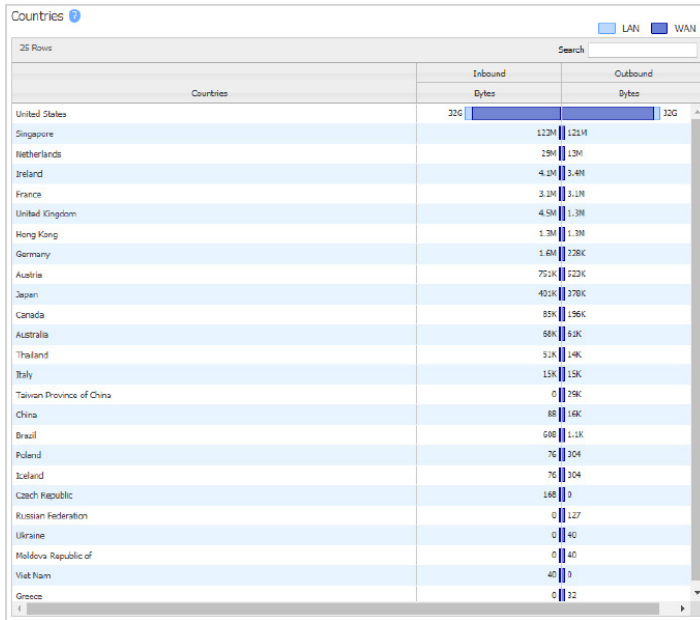 Countries ?
LAN WAN
25 Rows Search
Inbound Outbound
Countries Bytes Bytes
United States 32G 32G
Singapore 123M 121M
Netherlands 29M 13M
Ireland 4.1M 3.4M
France 3.1M 3.1M
United Kingdom 4.5M 1.3M
Hong Kong 1.3M 1.3M
Germany 1.6M 228K
Austria 751K 523K
Japan 401K 378K
Canada 85K 196K
Australia 68K 61K
Thailand 51K 14K
Italy 15K 15K
Taiwan Province of China 0 29K
China 88 16K
Brazil 608 1.1K
Poland 76 304
Iceland 76 304
Czech Republic 168 0
Russian Federation 0 127
Ukraine 0 40
Moldova Republic of 0 40
Viet Nam 40 0
Greece 0 32